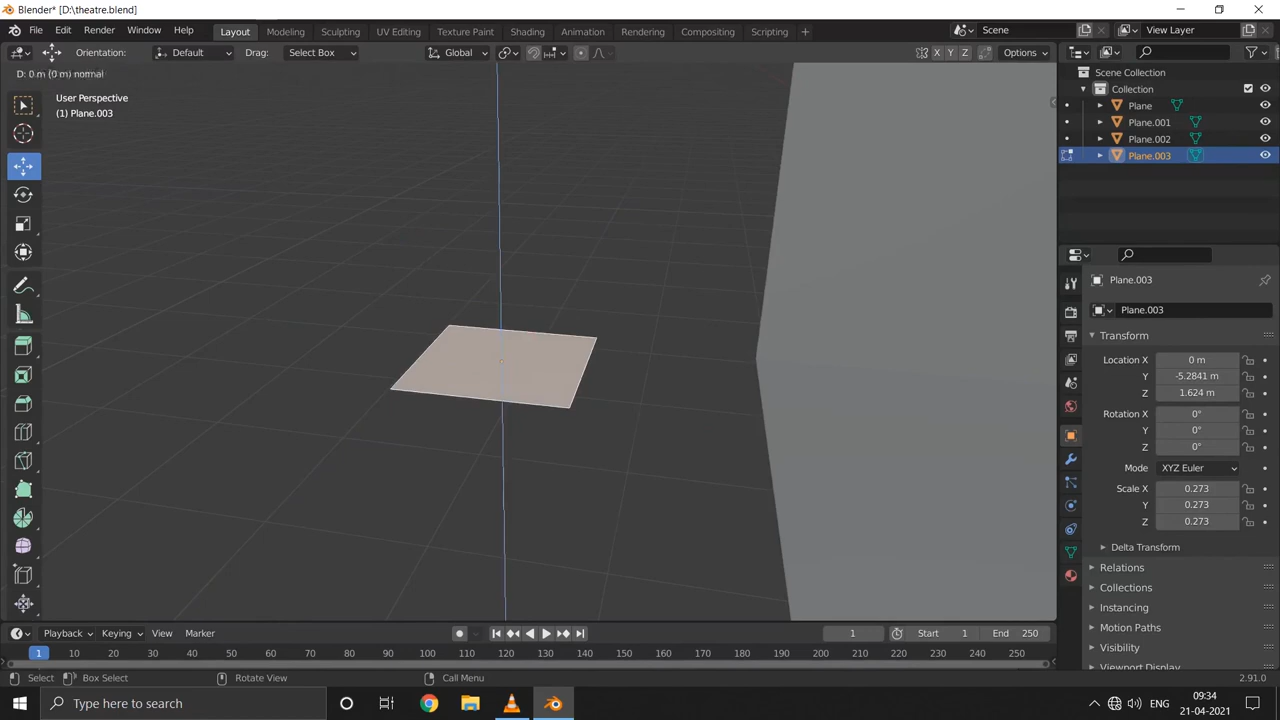 Blender* [D:\theatre.blend]
File Edit Render Window Help Layout Modeling Sculpting UV Editing Texture Paint Shading Animation Rendering Compositing Scripting + Scene View Layer
Orientation: Default Drag: Select Box Global X Y Z Options
D: 0 m (0 m) normal
User Perspective
(1) Plane.003
Scene Collection
Collection
Plane
Plane.001
Plane.002
Plane.003
Plane.003
Plane.003
Transform
Location X 0 m
Y -5.2841 m
Z 1.624 m
Rotation X 0°
Y 0°
Z 0°
Mode XYZ Euler
Scale X 0.273
Y 0.273
Z 0.273
Delta Transform
Relations
Collections
Instancing
Motion Paths
Visibility
Viewport Display
Playback Keying View Marker 1 Start 1 End 250
1 10 20 30 40 50 60 70 80 90 100 110 120 130 140 150 160 170 180 190 200 210 220 230 240 250
Select Box Select Rotate View Call Menu 2.91.0
Type here to search
ENG
09:34
21-04-2021